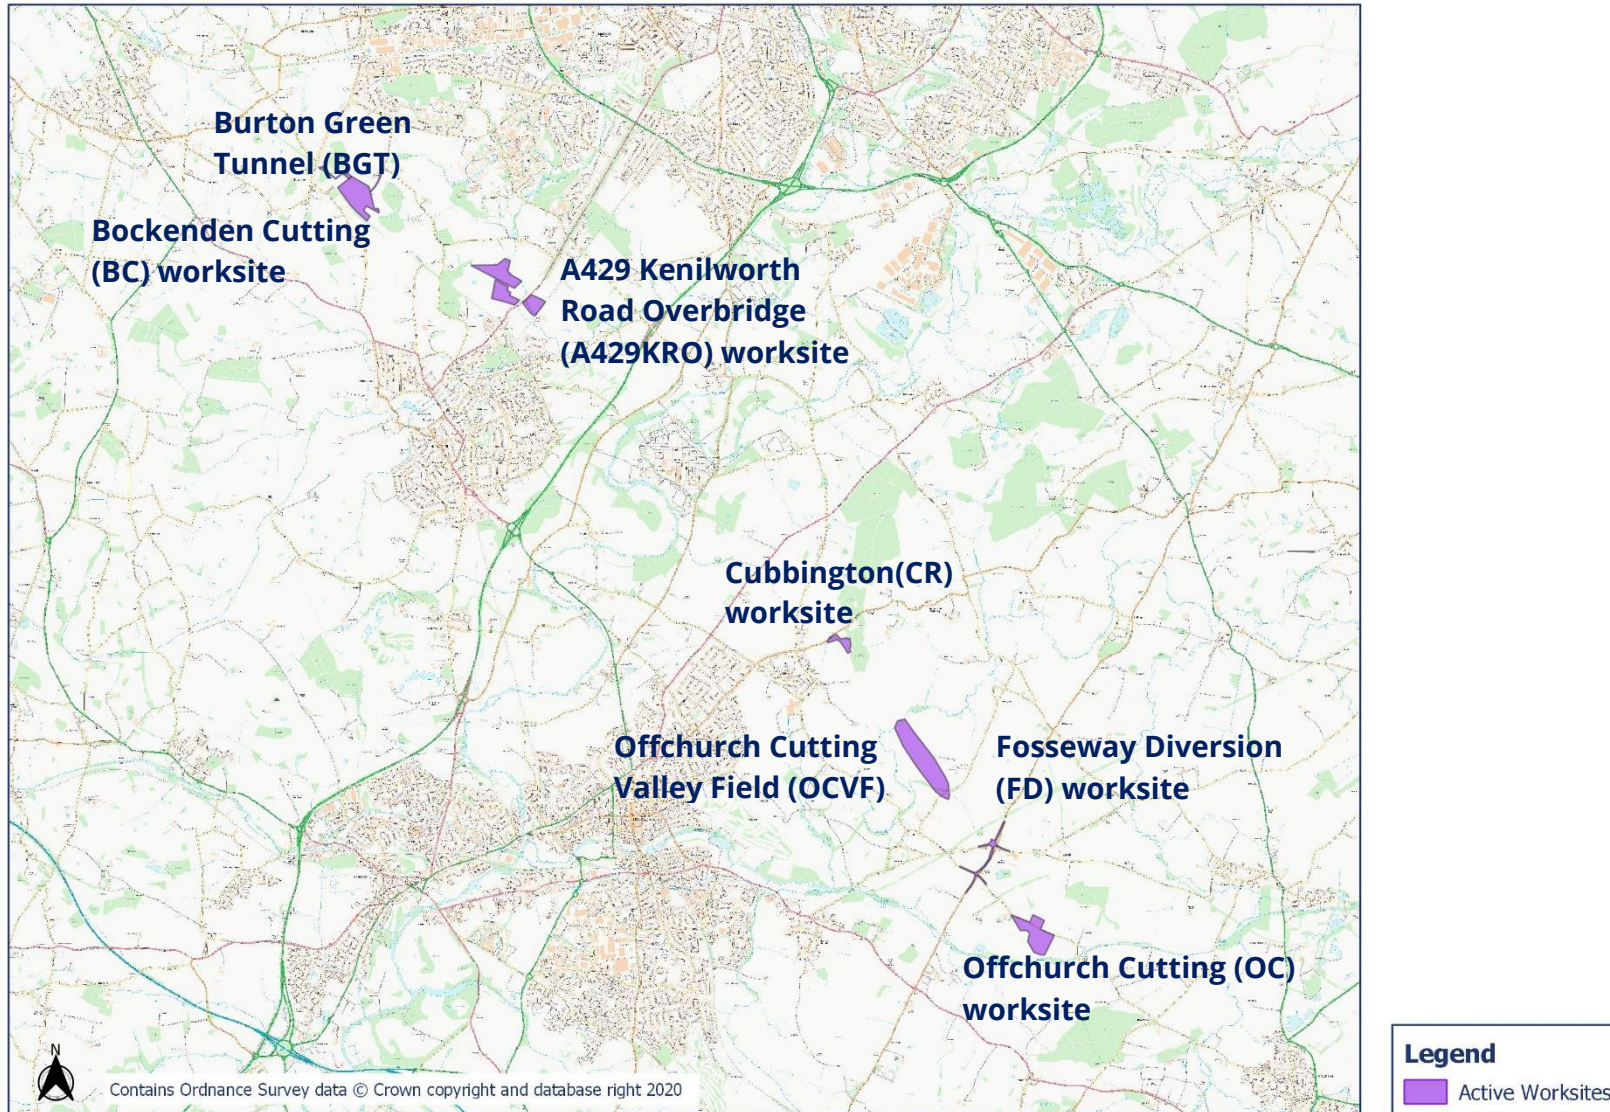 Burton Green
Tunnel (BGT)
Bockenden Cutting
(BC) worksite
A429 Kenilworth
Road Overbridge
(A429KRO) worksite
Cubbington(CR)
worksite
Offchurch Cutting
Valley Field (OCVF)
Fosseway Diversion
(FD) worksite
Offchurch Cutting (OC)
worksite
N
Contains Ordnance Survey data © Crown copyright and database right 2020
Legend
Active Worksites